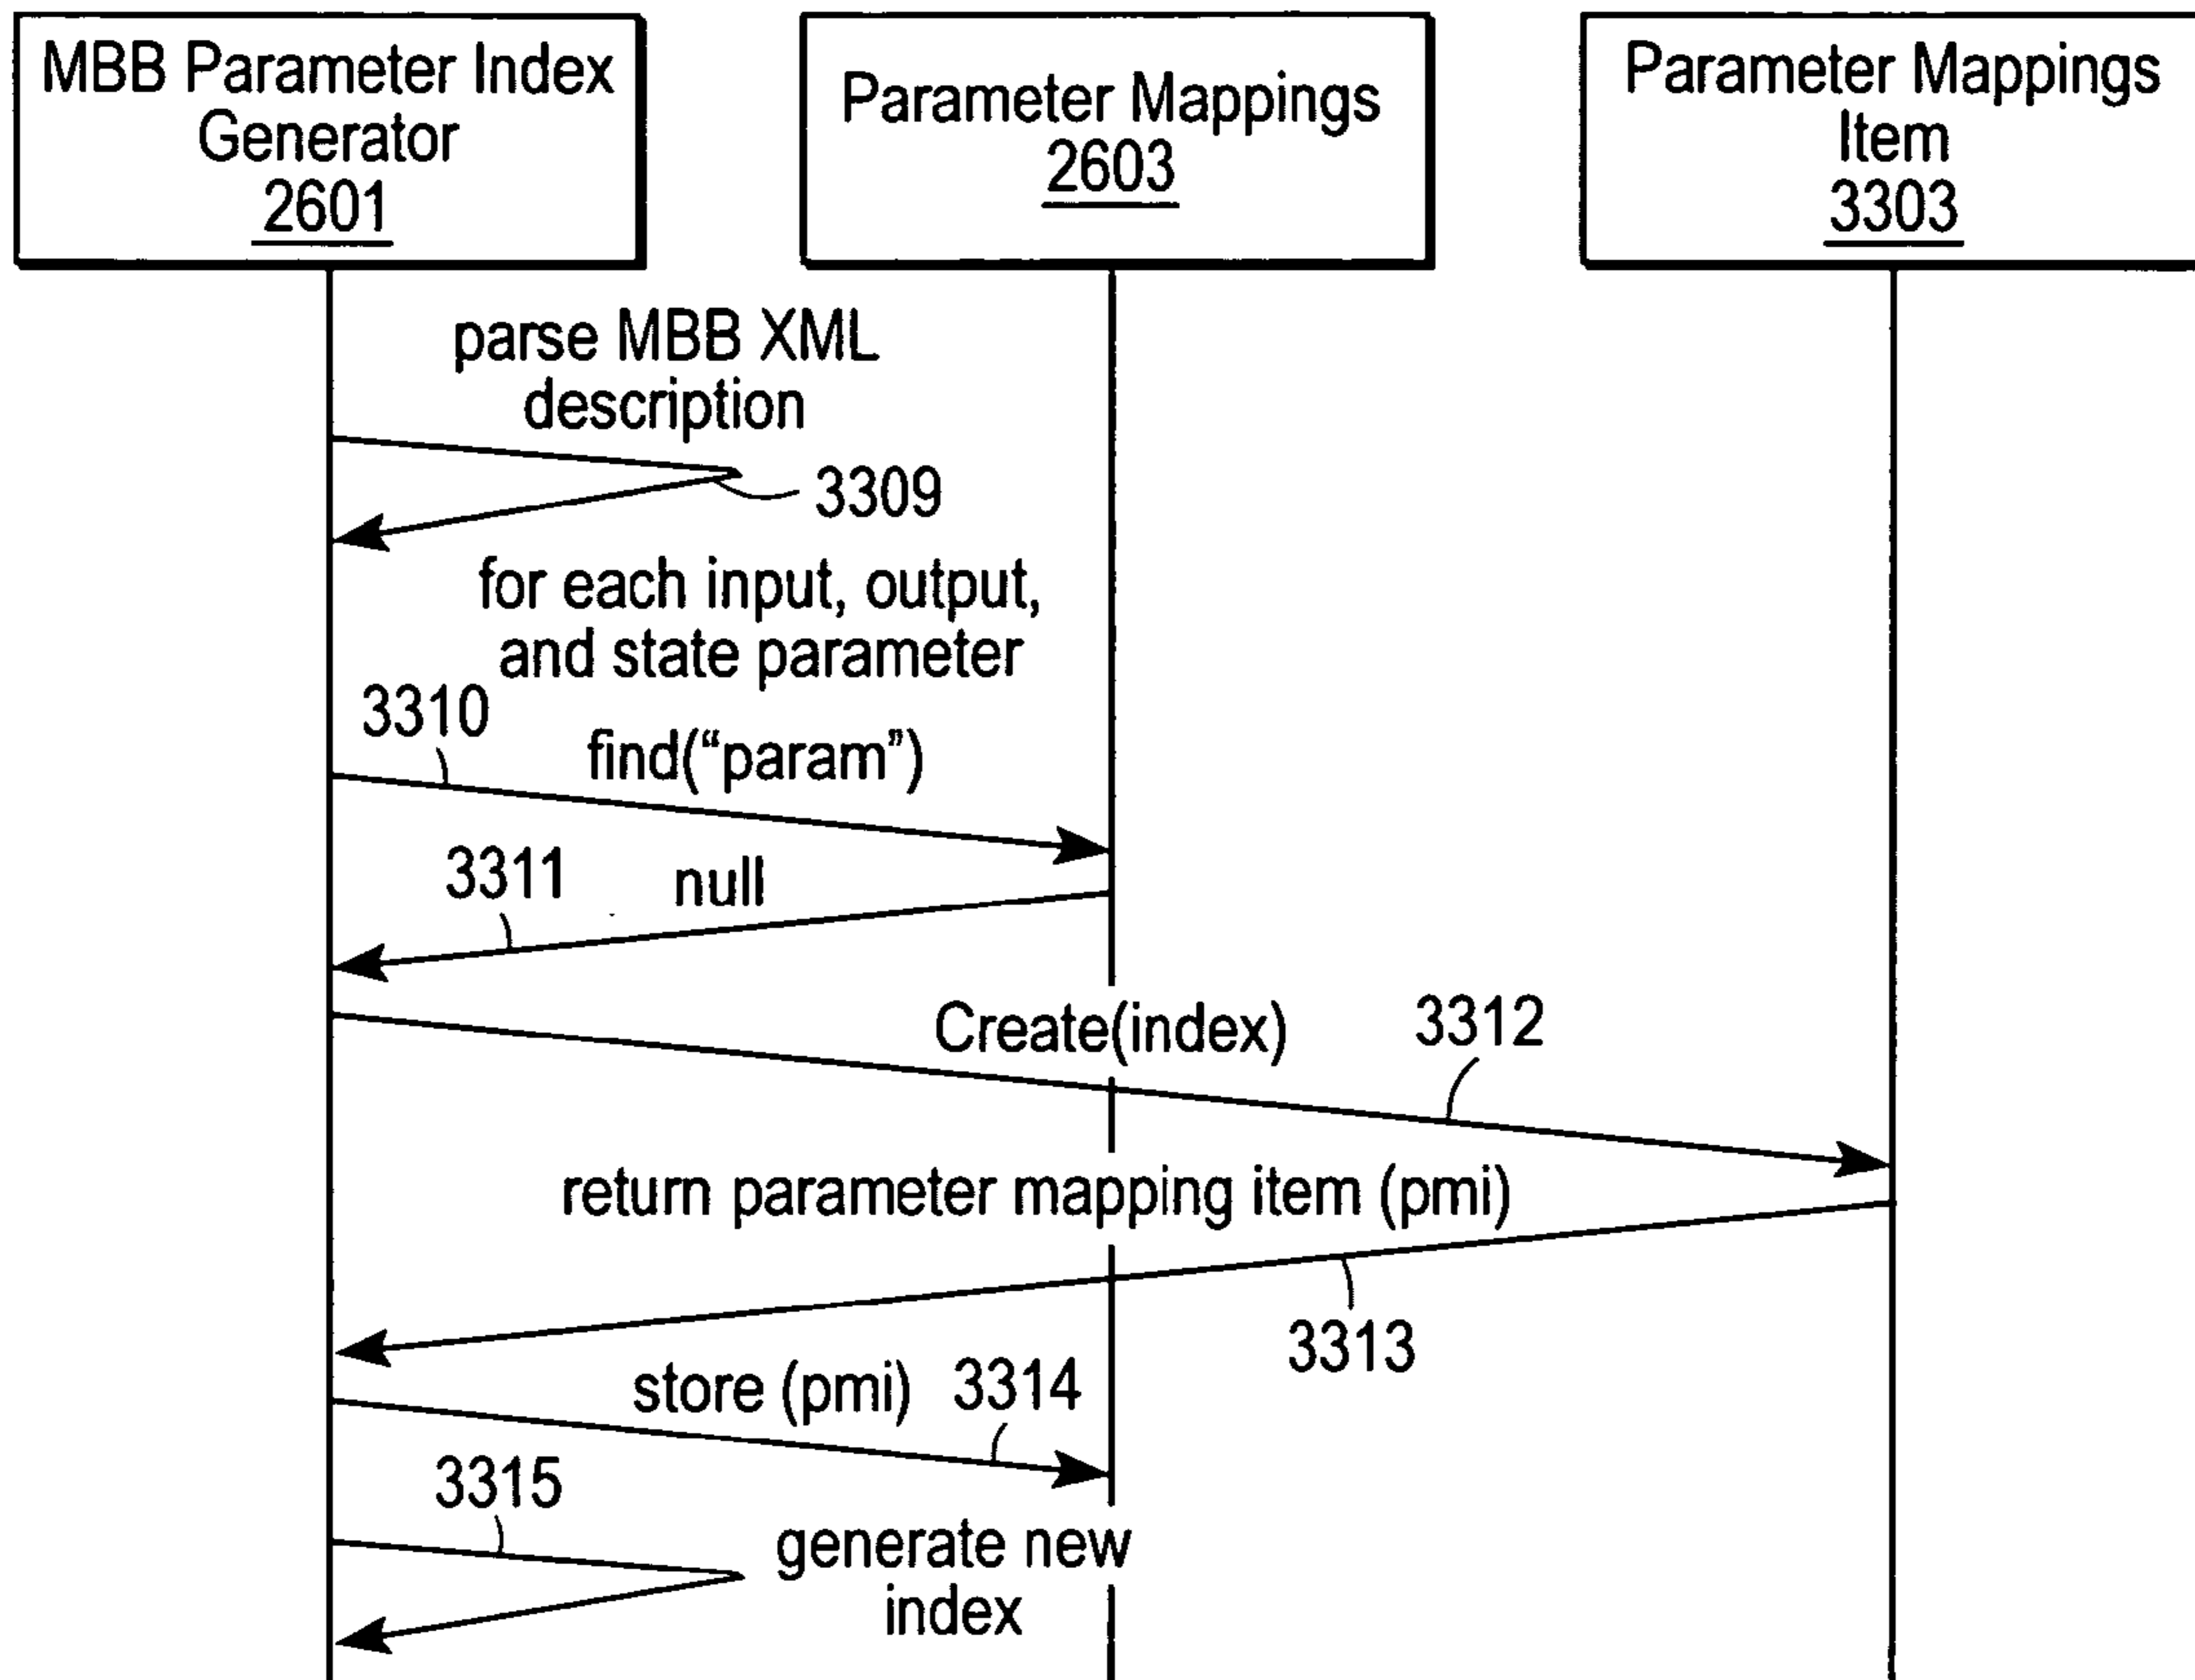 MBB Parameter Index
Generator
2601
Parameter Mappings
2603
Parameter Mappings
Item
3303
parse MBB XML
description
3309
for each input, output,
and state parameter
3310
find(“param”)
3311
null
Create(index)
3312
return parameter mapping item (pmi)
3313
store (pmi)
3314
3315
generate new
index